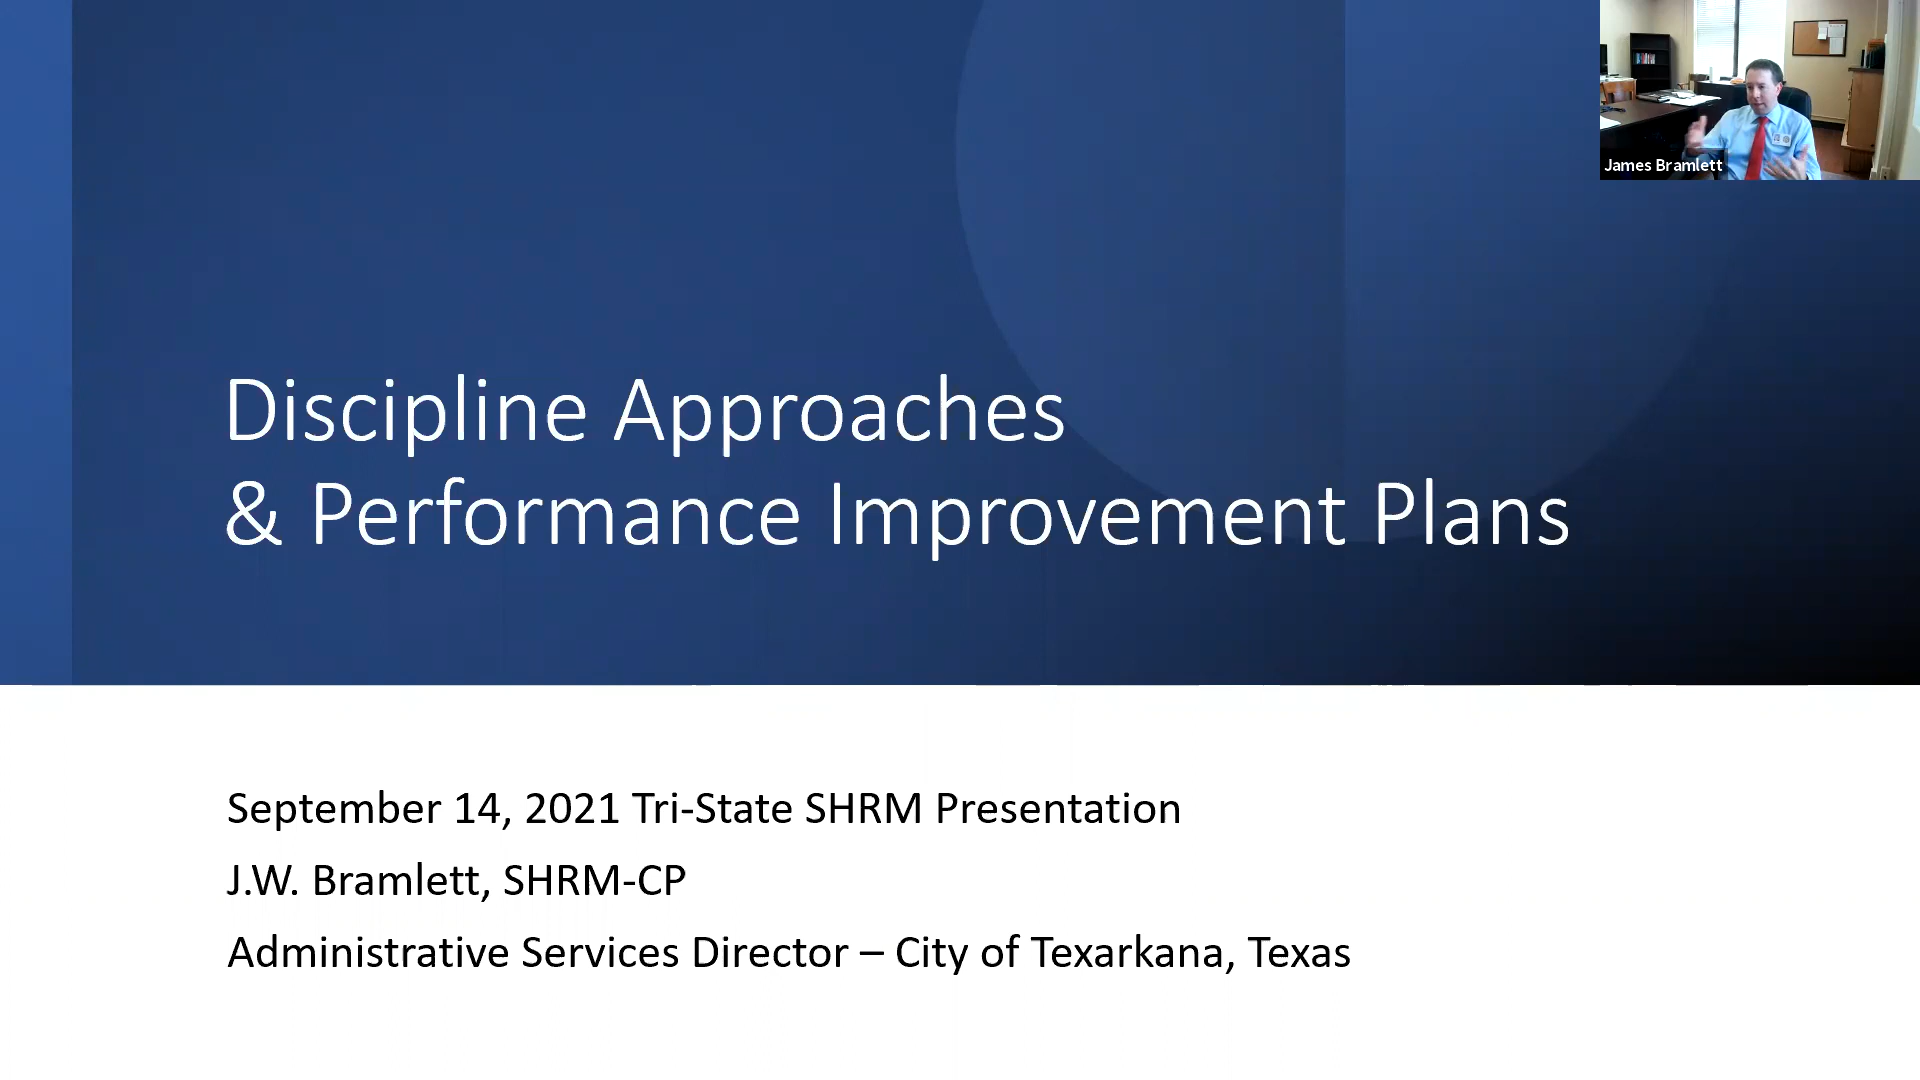 James Bramlett
Discipline Approaches
& Performance Improvement Plans
September 14, 2021 Tri-State SHRM Presentation
J.W. Bramlett, SHRM-CP
Administrative Services Director – City of Texarkana, Texas